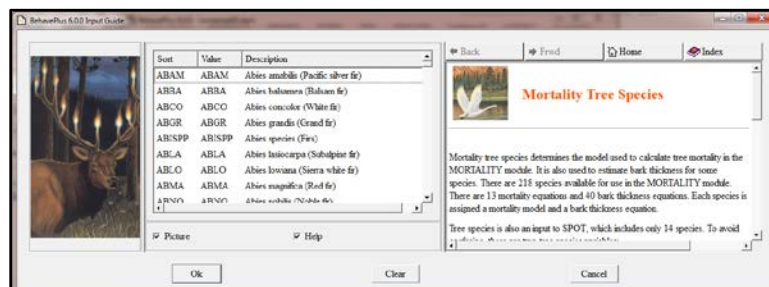 BehavePlus 6.0.0 Input Guide
Sort Value Description
ABAM ABAM Abies amabilis (Pacific silver fir)
ABBA ABBA Abies balsamea (Balsam fir)
ABCO ABCO Abies concolor (White fir)
ABGR ABGR Abies grandis (Grand fir)
ABISPP ABISPP Abies species (Firs)
ABLA ABLA Abies lasiocarpa (Subalpine fir)
ABLO ABLO Abies lowiana (Sierra white fir)
ABMA ABMA Abies magnifica (Red fir)
ABNO ABNO Abies nobilis (Noble fir)
Picture Help
Back Frwd Home Index
Mortality Tree Species
Mortality tree species determines the model used to calculate tree mortality in the
MORTALITY module. It is also used to estimate bark thickness for some
species. There are 218 species available for use in the MORTALITY module.
There are 13 mortality equations and 40 bark thickness equations. Each species is
assigned a mortality model and a bark thickness equation.
Tree species is also an input to SPOT, which includes only 14 species. To avoid
Ok Clear Cancel